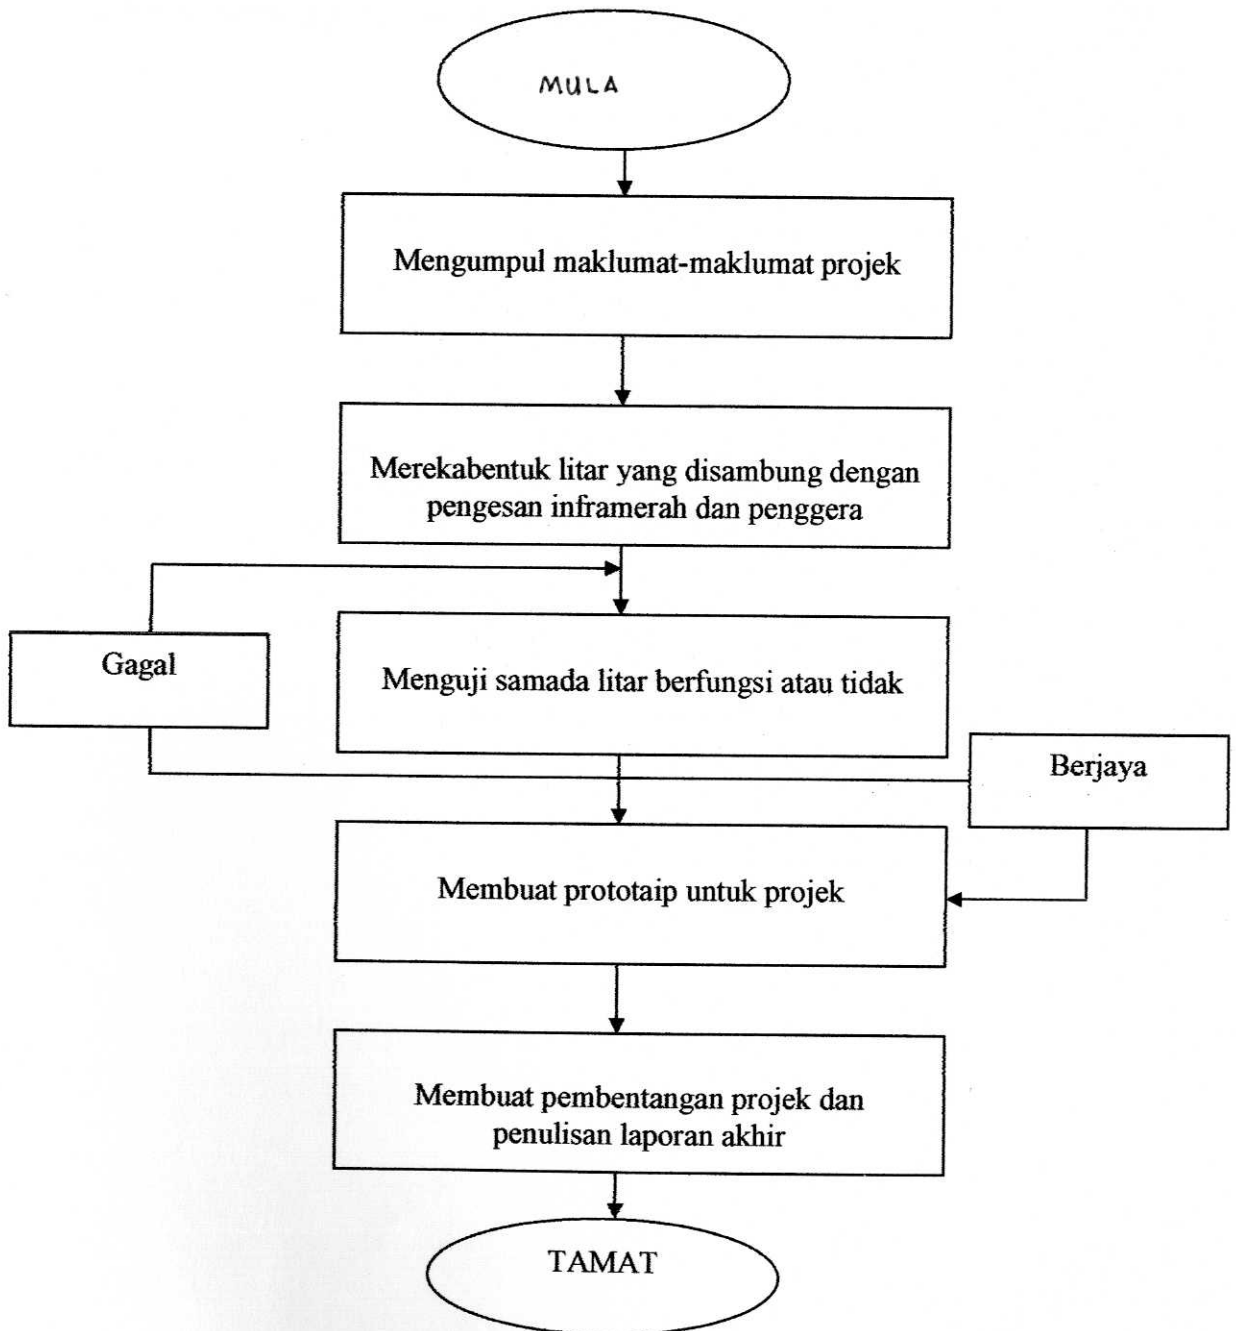 MULA
Mengumpul maklumat-maklumat projek
Merekabentuk litar yang disambung dengan
pengesan inframerah dan penggera
Gagal
Menguji samada litar berfungsi atau tidak
Berjaya
Membuat prototaip untuk projek
Membuat pembentangan projek dan
penulisan laporan akhir
TAMAT